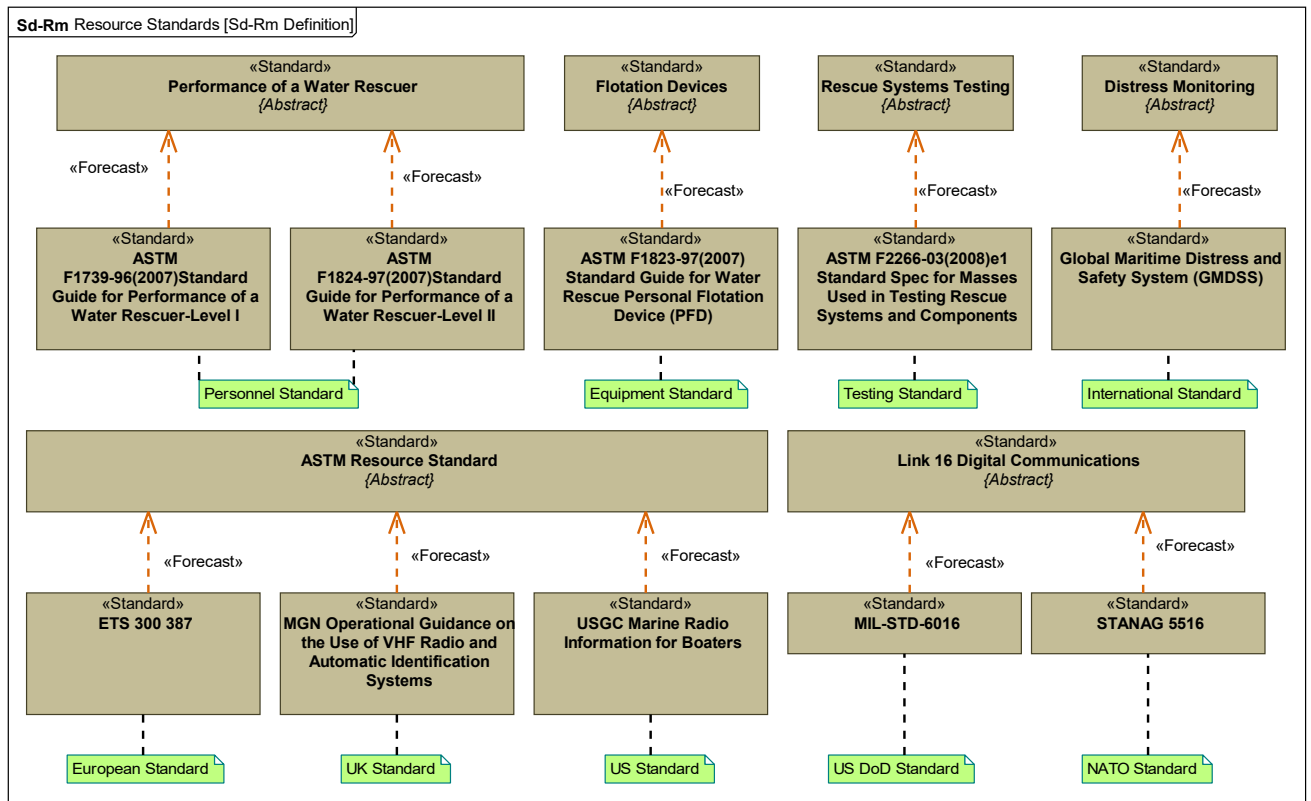 Sd-Rm Resource Standards [Sd-Rm Definition]
«Standard»
Performance of a Water Rescuer
{Abstract}
«Standard»
Flotation Devices
{Abstract}
«Standard»
Rescue Systems Testing
{Abstract}
«Standard»
Distress Monitoring
{Abstract}
«Forecast»
«Forecast»
«Forecast»
«Forecast»
«Forecast»
«Standard»
ASTM
F1739-96(2007)Standard
Guide for Performance of a
Water Rescuer-Level I
«Standard»
ASTM
F1824-97(2007)Standard
Guide for Performance of a
Water Rescuer-Level II
«Standard»
ASTM F1823-97(2007)
Standard Guide for Water
Rescue Personal Flotation
Device (PFD)
«Standard»
ASTM F2266-03(2008)e1
Standard Spec for Masses
Used in Testing Rescue
Systems and Components
«Standard»
Global Maritime Distress and
Safety System (GMDSS)
Personnel Standard
Equipment Standard
Testing Standard
International Standard
«Standard»
ASTM Resource Standard
{Abstract}
«Standard»
Link 16 Digital Communications
{Abstract}
«Forecast»
«Forecast»
«Forecast»
«Forecast»
«Forecast»
«Standard»
ETS 300 387
«Standard»
MGN Operational Guidance on
the Use of VHF Radio and
Automatic Identification
Systems
«Standard»
USGC Marine Radio
Information for Boaters
«Standard»
MIL-STD-6016
«Standard»
STANAG 5516
European Standard
UK Standard
US Standard
US DoD Standard
NATO Standard